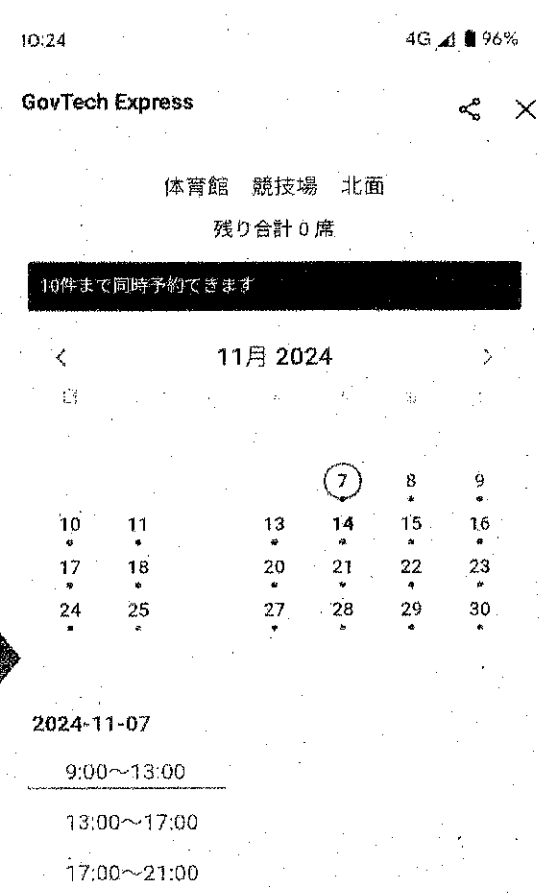 10:24 4G 96%
GovTech Express
体育館 競技場 北面
残り合計 0 席
10件まで同時予約できます
11月 2024
日
7 8 9
10 11 13 14 15 16
17 18 20 21 22 23
24 25 27 28 29 30
2024-11-07
9:00～13:00
13:00～17:00
17:00～21:00